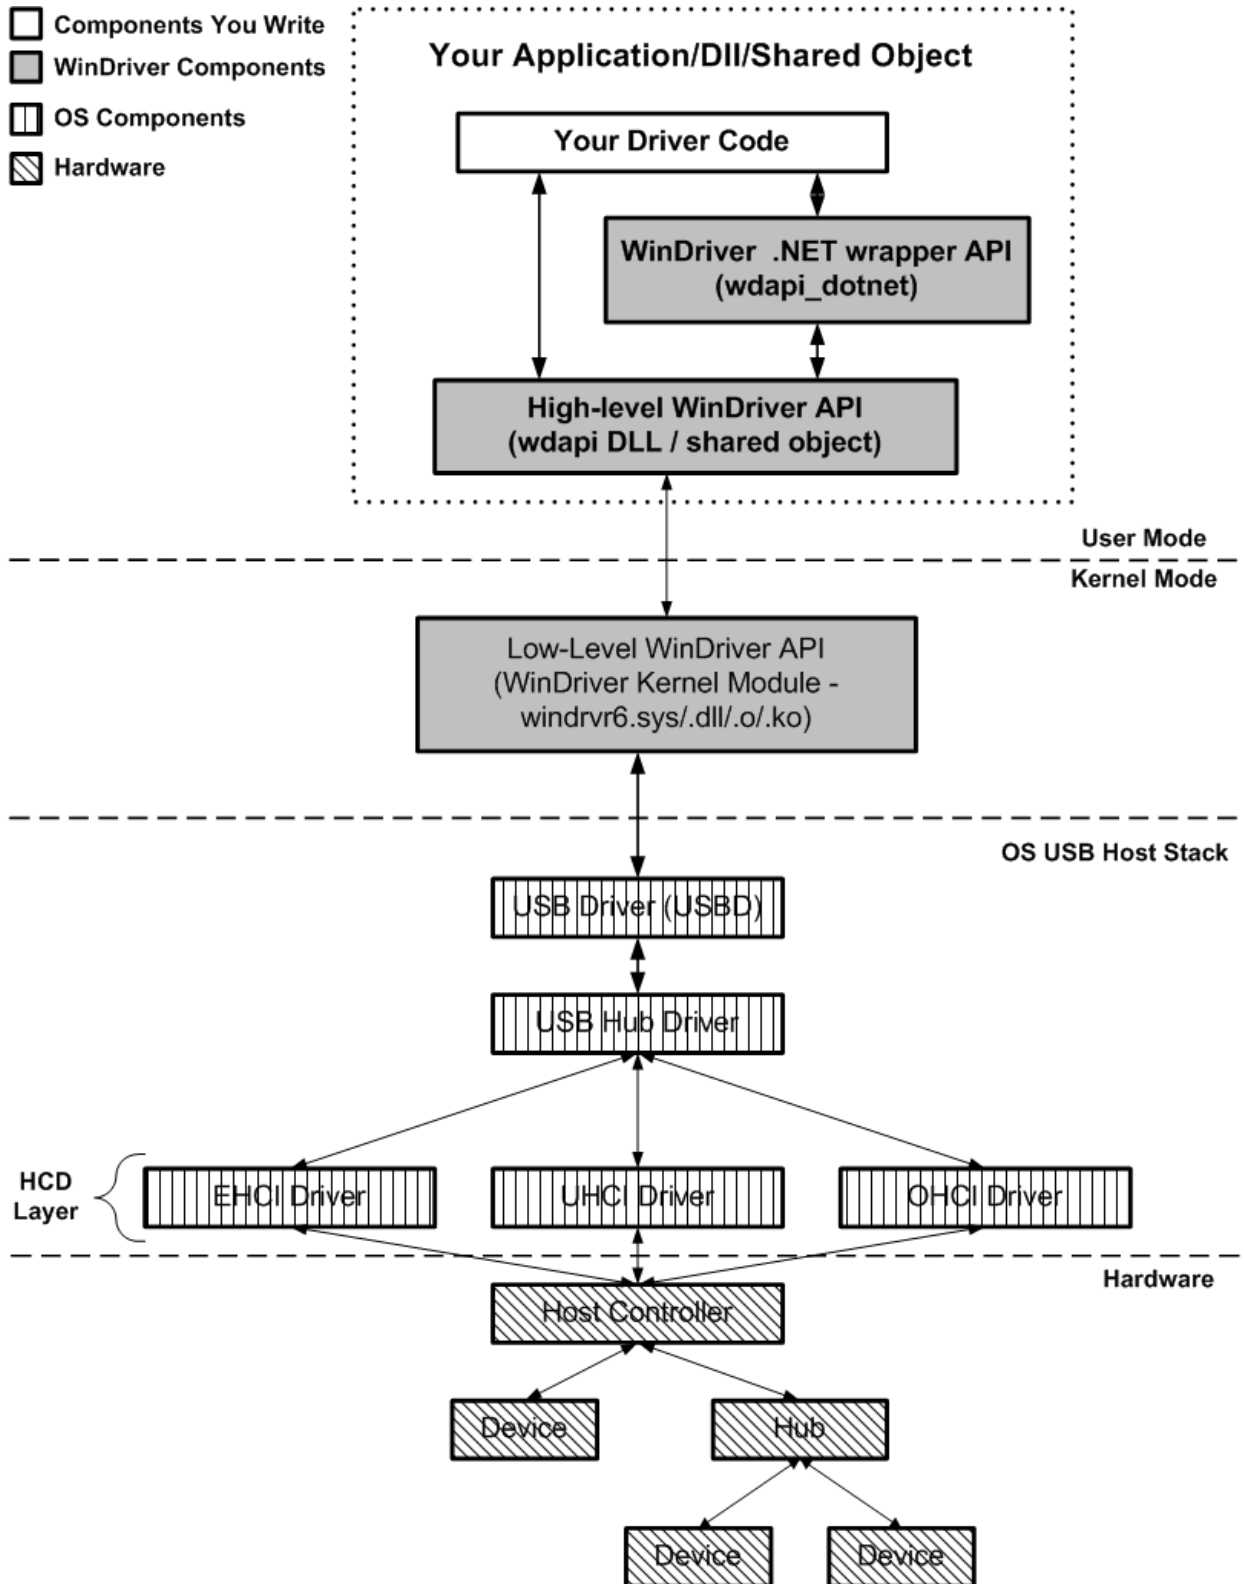 Components You Write
WinDriver Components
OS Components
Hardware
Your Application/Dll/Shared Object
Your Driver Code
WinDriver .NET wrapper API
(wdapi_dotnet)
High-level WinDriver API
(wdapi DLL / shared object)
User Mode
Kernel Mode
Low-Level WinDriver API
(WinDriver Kernel Module -
windrvr6.sys/.dll/.o/.ko)
OS USB Host Stack
USB Driver (USBD)
USB Hub Driver
HCD
Layer
EHCI Driver
UHCI Driver
OHCI Driver
Hardware
Host Controller
Device
Hub
Device
Device